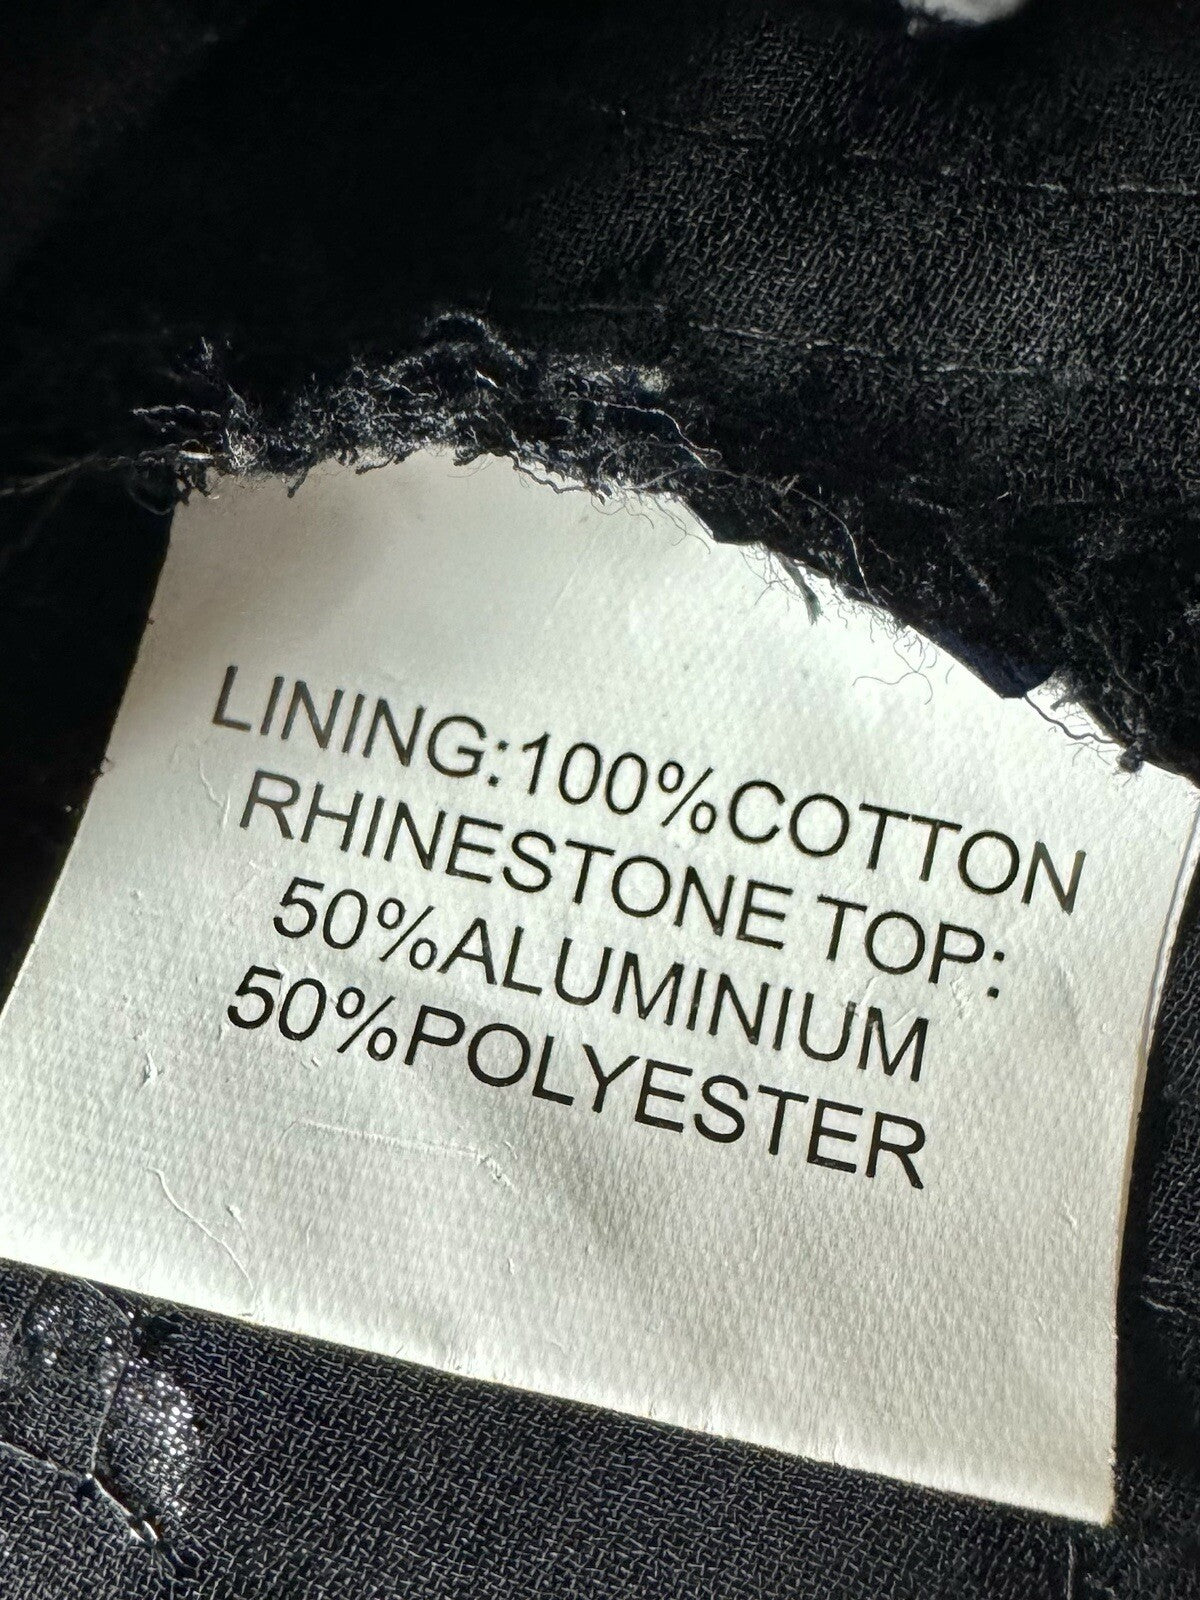 LINING:100%COTTON
RHINESTONE TOP:
50%ALUMINIUM
50%POLYESTER